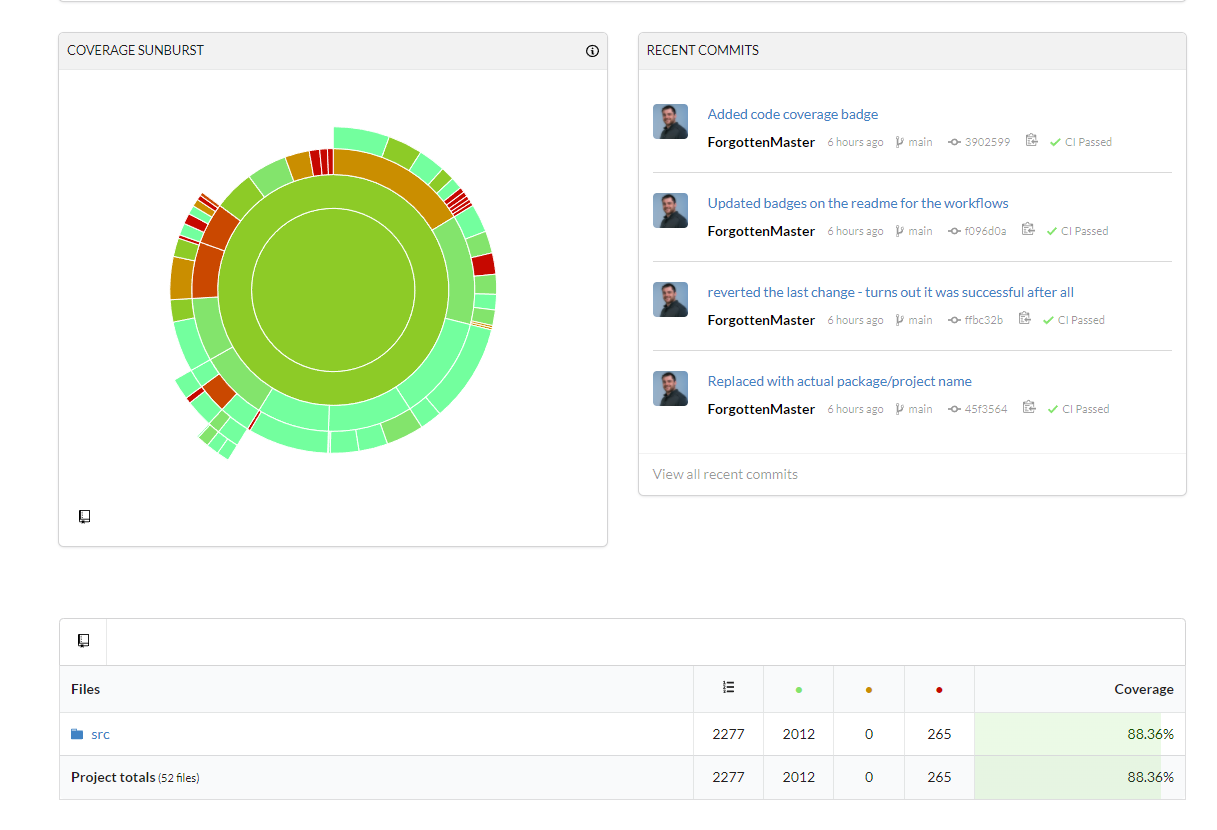 COVERAGE SUNBURST
RECENT COMMITS
Added code coverage badge
ForgottenMaster 6 hours ago main 3902599 CI Passed
Updated badges on the readme for the workflows
ForgottenMaster 6 hours ago main f096d0a CI Passed
reverted the last change - turns out it was successful after all
ForgottenMaster 6 hours ago main ffbc32b CI Passed
Replaced with actual package/project name
ForgottenMaster 6 hours ago main 45f3564 CI Passed
View all recent commits
Files Coverage
src 2277 2012 0 265 88.36%
Project totals (52 files) 2277 2012 0 265 88.36%